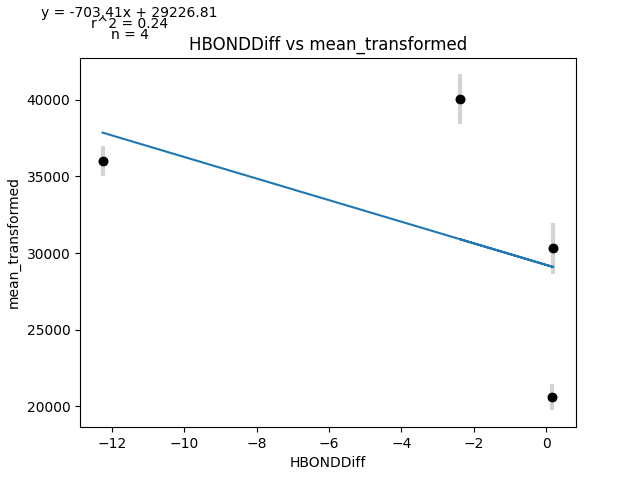 y = -703.41x + 29226.81
r^2 = 0.24
n = 4
HBONDDiff vs mean_transformed
40000
35000
30000
25000
20000
mean_transformed
−12
−10
−8
−6
−4
−2
0
HBONDDiff